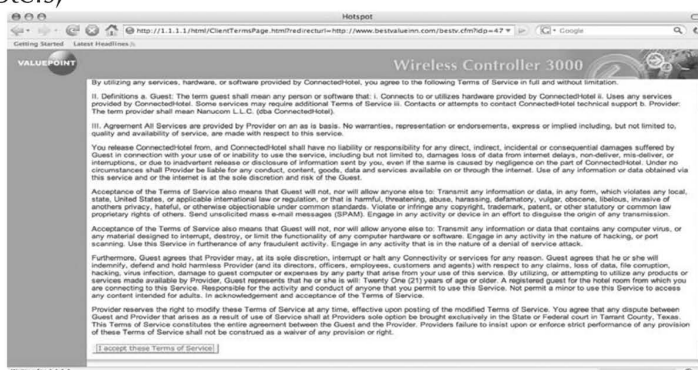 Hotspot
http://1.1.1.1/html/ClientTermsPage.html?redirecturl=http://www.bestvalueinn.com/bestv.cfm?idp=47
Google
Getting Started Latest Headlines
VALUEPOINT
Wireless Controller 3000
By utilizing any services, hardware, or software provided by ConnectedHotel, you agree to the following Terms of Service in full and without limitation.
II. Definitions a. Guest: The term guest shall mean any person or software that: i. Connects to or utilizes hardware provided by ConnectedHotel ii. Uses any services
provided by ConnectedHotel. Some services may require additional Terms of Service iii. Contacts or attempts to contact ConnectedHotel technical support b. Provider:
The term provider shall mean Nanucom L.L.C. (dba ConnectedHotel).
III. Agreement All Services are provided by Provider on an as is basis. No warranties, representation or endorsements, express or implied including, but not limited to,
quality and availability of service, are made with respect to this service.
You release ConnectedHotel from, and ConnectedHotel shall have no liability or responsibility for any direct, indirect, incidental or consequential damages suffered by
Guest in connection with your use of or inability to use the service, including but not limited to, damages loss of data from internet delays, non-deliver, mis-deliver, or
interruptions, or due to inadvertent release or disclosure of information sent by you, even if the same is caused by negligence on the part of ConnectedHotel. Under no
circumstances shall Provider be liable for any conduct, content, goods, data and services available on or through the internet. Use of any information or data obtained via
this service and or the internet is at the sole discretion and risk of the Guest.
Acceptance of the Terms of Service also means that Guest will not, nor will allow anyone else to: Transmit any information or data, in any form, which violates any local,
state, United States, or applicable international law or regulation, or that is harmful, threatening, abuse, harassing, defamatory, vulgar, obscene, libelous, invasive of
anothers privacy, hateful, or otherwise objectionable under common standards. Violate or infringe any copyright, trademark, patent, or other statutory or common law
proprietary rights of others. Send unsolicited mass e-mail messages (SPAM). Engage in any activity or device in an effort to disguise the origin of any transmission.
Acceptance of the Terms of Service also means that Guest will not, nor will allow anyone else to: Transmit any information or data that contains any computer virus, or
any material designed to interrupt, destroy, or limit the functionality of any computer hardware or software. Engage in any activity in the nature of hacking, or port
scanning. Use this Service in furtherance of any fraudulent activity. Engage in any activity that is in the nature of a denial of service attack.
Furthermore, Guest agrees that Provider may, at its sole discretion, interrupt or halt any Connectivity or services for any reason. Guest agrees that he or she will
indemnify, defend and hold harmless Provider (and its directors, officers, employees, customers and agents) with respect to any claims, loss of data, file corruption,
hacking, virus infection, damage to guest computer or expenses by any party that arise from your use of this service. By utilizing, or attempting to utilize any products or
services made available by Provider, Guest represents that he or she is will: Twenty One (21) years of age or older. A registered guest for the hotel room from which you
are connecting to this Service. Responsible for the activity and conduct of anyone that you permit to use this Service. Not permit a minor to use this Service to access
any content intended for adults. In acknowledgement and acceptance of the Terms of Service.
Provider reserves the right to modify these Terms of Service at any time, effective upon posting of the modified Terms of Service. You agree that any dispute between
Guest and Provider that arises as a result of use of Service shall at Providers sole option be brought exclusively in the State or Federal court in Tarrant County, Texas.
This Terms of Service constitutes the entire agreement between the Guest and the Provider. Providers failure to insist upon or enforce strict performance of any provision
of these Terms of Service shall not be construed as a waiver of any provision or right.
I accept these Terms of Service